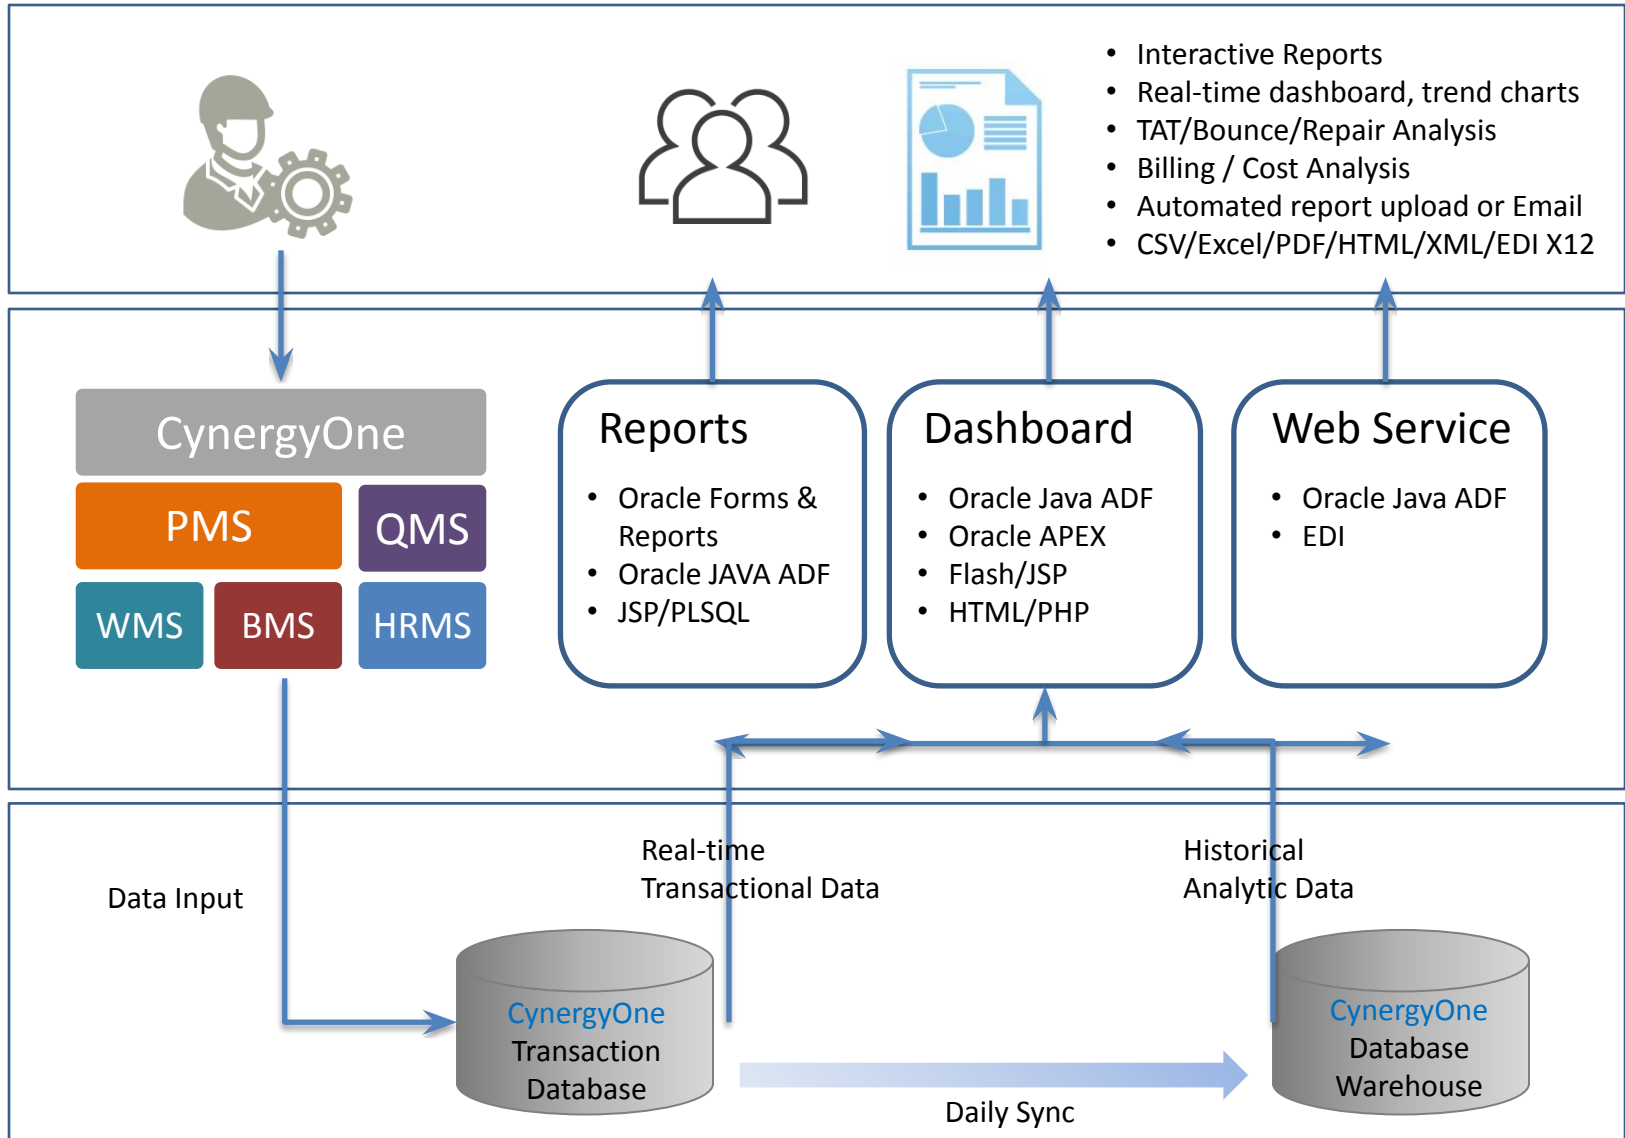 • Interactive Reports
• Real-time dashboard, trend charts
• TAT/Bounce/Repair Analysis
• Billing / Cost Analysis
• Automated report upload or Email
• CSV/Excel/PDF/HTML/XML/EDI X12
CynergyOne
PMS
QMS
WMS
BMS
HRMS
Reports
• Oracle Forms &
Reports
• Oracle JAVA ADF
• JSP/PLSQL
Dashboard
• Oracle Java ADF
• Oracle APEX
• Flash/JSP
• HTML/PHP
Web Service
• Oracle Java ADF
• EDI
Data Input
Real-time
Transactional Data
Historical
Analytic Data
CynergyOne
Transaction
Database
Daily Sync
CynergyOne
Database
Warehouse